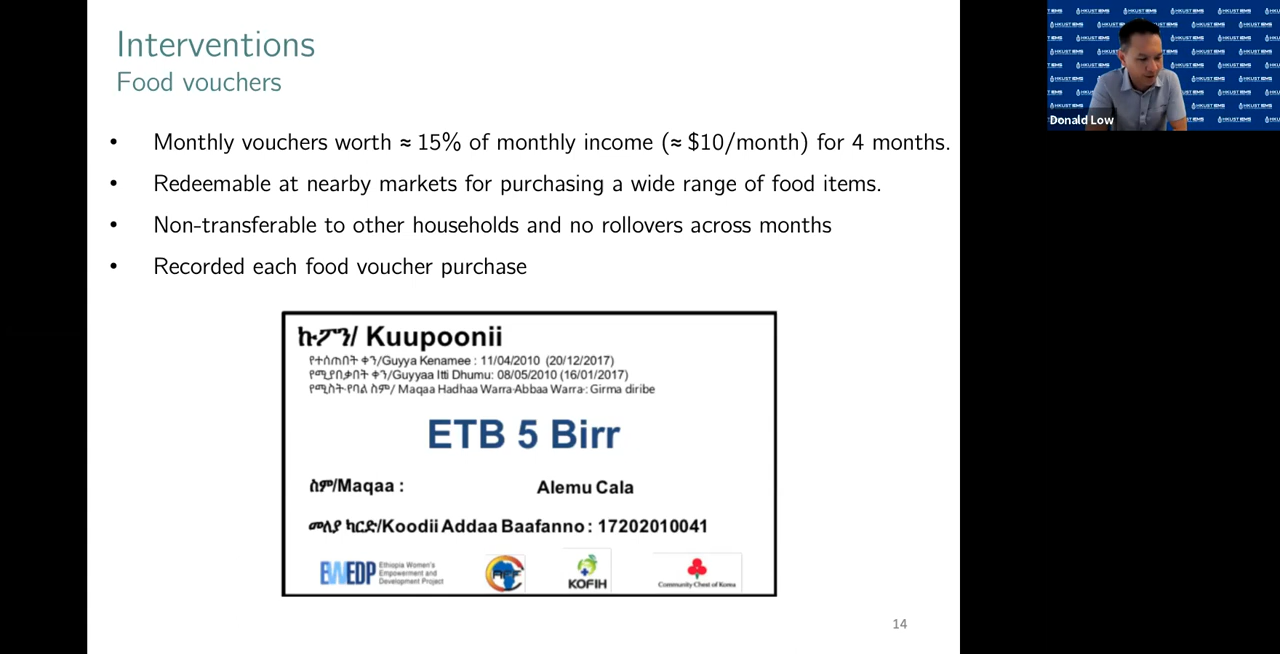 Interventions
Food vouchers
• Monthly vouchers worth ≈ 15% of monthly income (≈ $10/month) for 4 months.
• Redeemable at nearby markets for purchasing a wide range of food items.
• Non-transferable to other households and no rollovers across months
• Recorded each food voucher purchase
ኩፖን/ Kuupoonii
የተሰጠበት ቀን/Guyya Kenamee : 11/04/2010 (20/12/2017)
የሚያበቃበት ቀን/Guyyaa Itti Dhumu: 08/05/2010 (16/01/2017)
የሚስት-የባል ስም/ Maqaa Hadhaa Warra-Abbaa Warra-: Girma diribe
ETB 5 Birr
ስም/Maqaa : Alemu Cala
መለያ ካርድ/Koodii Addaa Baafanno : 17202010041
EWEDP Ethiopia Women's
Empowerment and
Development Project
AFF
KOFIH
Community Chest of Korea
14
HKUST IEMS
Donald Low